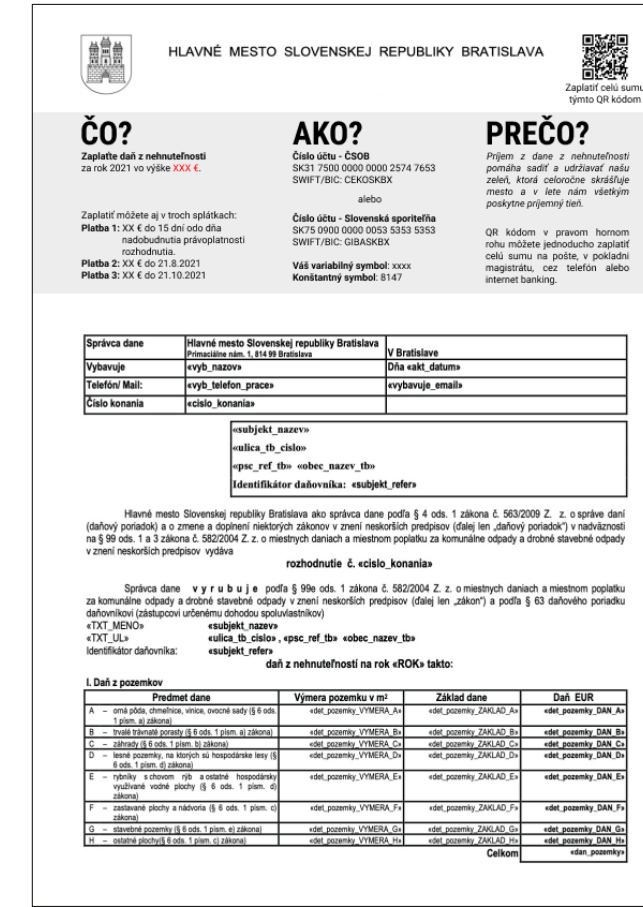 HLAVNÉ MESTO SLOVENSKEJ REPUBLIKY BRATISLAVA
Zaplatiť celú sumu
týmto QR kódom
ČO?
Zaplaťte daň z nehnuteľnosti
za rok 2021 vo výške XXX €.
Zaplatiť môžete aj v troch splátkach:
Platba 1: XX € do 15 dní odo dňa
nadobudnutia právoplatnosti
rozhodnutia.
Platba 2: XX € do 21.8.2021
Platba 3: XX € do 21.10.2021
AKO?
Číslo účtu - ČSOB
SK31 7500 0000 0000 2574 7653
SWIFT/BIC: CEKOSKBX
alebo
Číslo účtu - Slovenská sporiteľňa
SK75 0900 0000 0053 5353 5353
SWIFT/BIC: GIBASKBX
Váš variabilný symbol: xxxx
Konštantný symbol: 8147
PREČO?
Príjem z dane z nehnuteľnosti
pomáha sadiť a udržiavať našu
zeleň, ktorá celoročne skrášľuje
mesto a v lete nám všetkým
poskytne príjemný tieň.
QR kódom v pravom hornom
rohu môžete jednoducho zaplatiť
celú sumu na pošte, v pokladni
magistrátu, cez telefón alebo
internet banking.
Správca dane Hlavné mesto Slovenskej republiky Bratislava
Primaciálne nám. 1, 814 99 Bratislava V Bratislave
Vybavuje «vyb_nazov» Dňa «akt_datum»
Telefón/ Mail: «vyb_telefon_prace» «vybavuje_email»
Číslo konania «cislo_konania»
«subjekt_nazev»
«ulica_tb_cislo»
«psc_ref_tb» «obec_nazev_tb»
Identifikátor daňovníka: «subjekt_refer»
Hlavné mesto Slovenskej republiky Bratislava ako správca dane podľa § 4 ods. 1 zákona č. 563/2009 Z. z. o správe daní
(daňový poriadok) a o zmene a doplnení niektorých zákonov v znení neskorších predpisov (ďalej len „daňový poriadok") v nadväznosti
na § 99 ods. 1 a 3 zákona č. 582/2004 Z. z. o miestnych daniach a miestnom poplatku za komunálne odpady a drobné stavebné odpady
v znení neskorších predpisov vydáva
rozhodnutie č. «cislo_konania»
Správca dane v y r u b u j e podľa § 99e ods. 1 zákona č. 582/2004 Z. z. o miestnych daniach a miestnom poplatku
za komunálne odpady a drobné stavebné odpady v znení neskorších predpisov (ďalej len „zákon") a podľa § 63 daňového poriadku
daňovníkovi (zástupcovi určenému dohodou spoluvlastníkov)
«TXT_MENO» «subjekt_nazev»
«TXT_UL» «ulica_tb_cislo» , «psc_ref_tb» «obec_nazev_tb»
Identifikátor daňovníka: «subjekt_refer»
daň z nehnuteľností na rok «ROK» takto:
I. Daň z pozemkov
Predmet dane Výmera pozemku v m² Základ dane Daň EUR
A – orná pôda, chmeľnice, vinice, ovocné sady (§ 6 ods. 1 písm. a) zákona) «det_pozemky_VYMERA_A» «det_pozemky_ZAKLAD_A» «det_pozemky_DAN_A»
B – trvalé trávnaté porasty (§ 6 ods. 1 písm. a) zákona) «det_pozemky_VYMERA_B» «det_pozemky_ZAKLAD_B» «det_pozemky_DAN_B»
C – záhrady (§ 6 ods. 1 písm. b) zákona) «det_pozemky_VYMERA_C» «det_pozemky_ZAKLAD_C» «det_pozemky_DAN_C»
D – lesné pozemky, na ktorých sú hospodárske lesy (§ 6 ods. 1 písm. d) zákona) «det_pozemky_VYMERA_D» «det_pozemky_ZAKLAD_D» «det_pozemky_DAN_D»
E – rybníky s chovom rýb a ostatné hospodársky využívané vodné plochy (§ 6 ods. 1 písm. d) zákona) «det_pozemky_VYMERA_E» «det_pozemky_ZAKLAD_E» «det_pozemky_DAN_E»
F – zastavané plochy a nádvoria (§ 6 ods. 1 písm. c) zákona) «det_pozemky_VYMERA_F» «det_pozemky_ZAKLAD_F» «det_pozemky_DAN_F»
G – stavebné pozemky (§ 6 ods. 1 písm. e) zákona) «det_pozemky_VYMERA_G» «det_pozemky_ZAKLAD_G» «det_pozemky_DAN_G»
H – ostatné plochy(§ 6 ods. 1 písm. c) zákona) «det_pozemky_VYMERA_H» «det_pozemky_ZAKLAD_H» «det_pozemky_DAN_H»
Celkom «dan_pozemky»